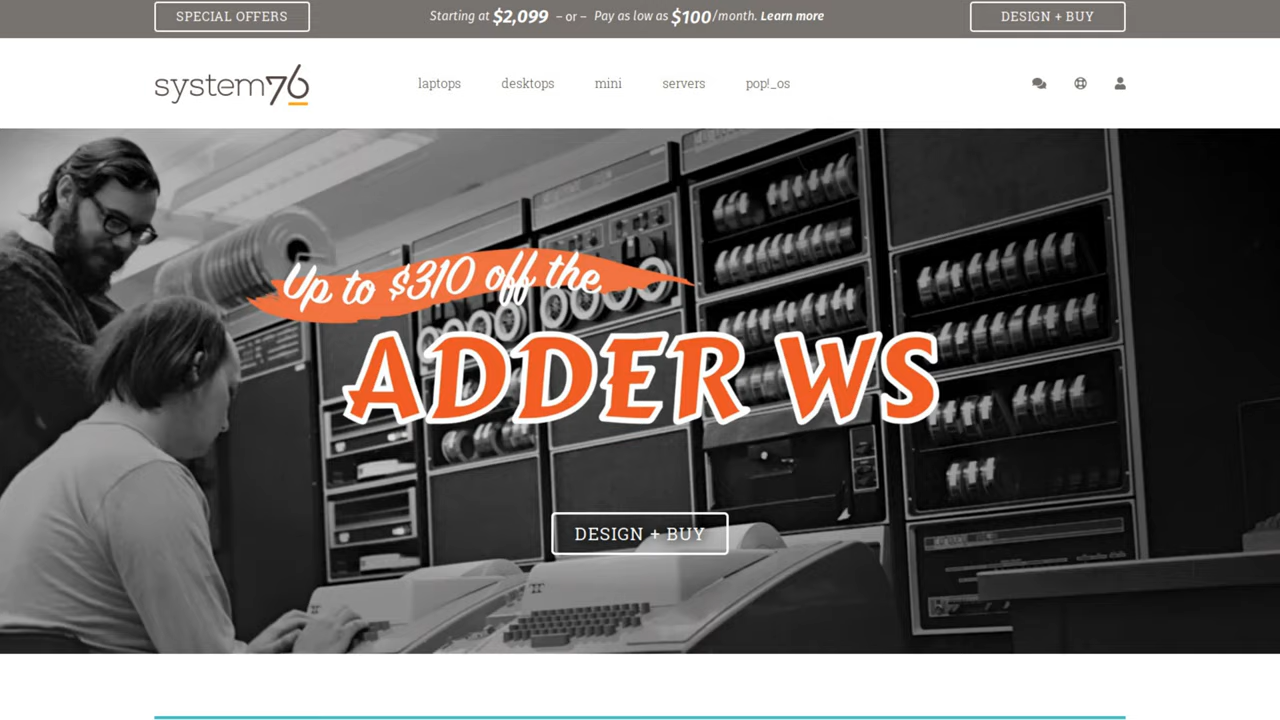 SPECIAL OFFERS
Starting at $2,099 – or – Pay as low as $100/month. Learn more
DESIGN + BUY
system76
laptops
desktops
mini
servers
pop!_os
Up to $310 off the
ADDER WS
DESIGN + BUY